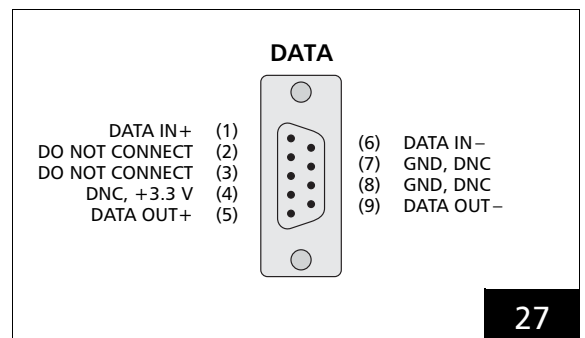 DATA
DATA IN+ (1)
DO NOT CONNECT (2)
DO NOT CONNECT (3)
DNC, +3.3 V (4)
DATA OUT+ (5)
(6) DATA IN−
(7) GND, DNC
(8) GND, DNC
(9) DATA OUT−
27